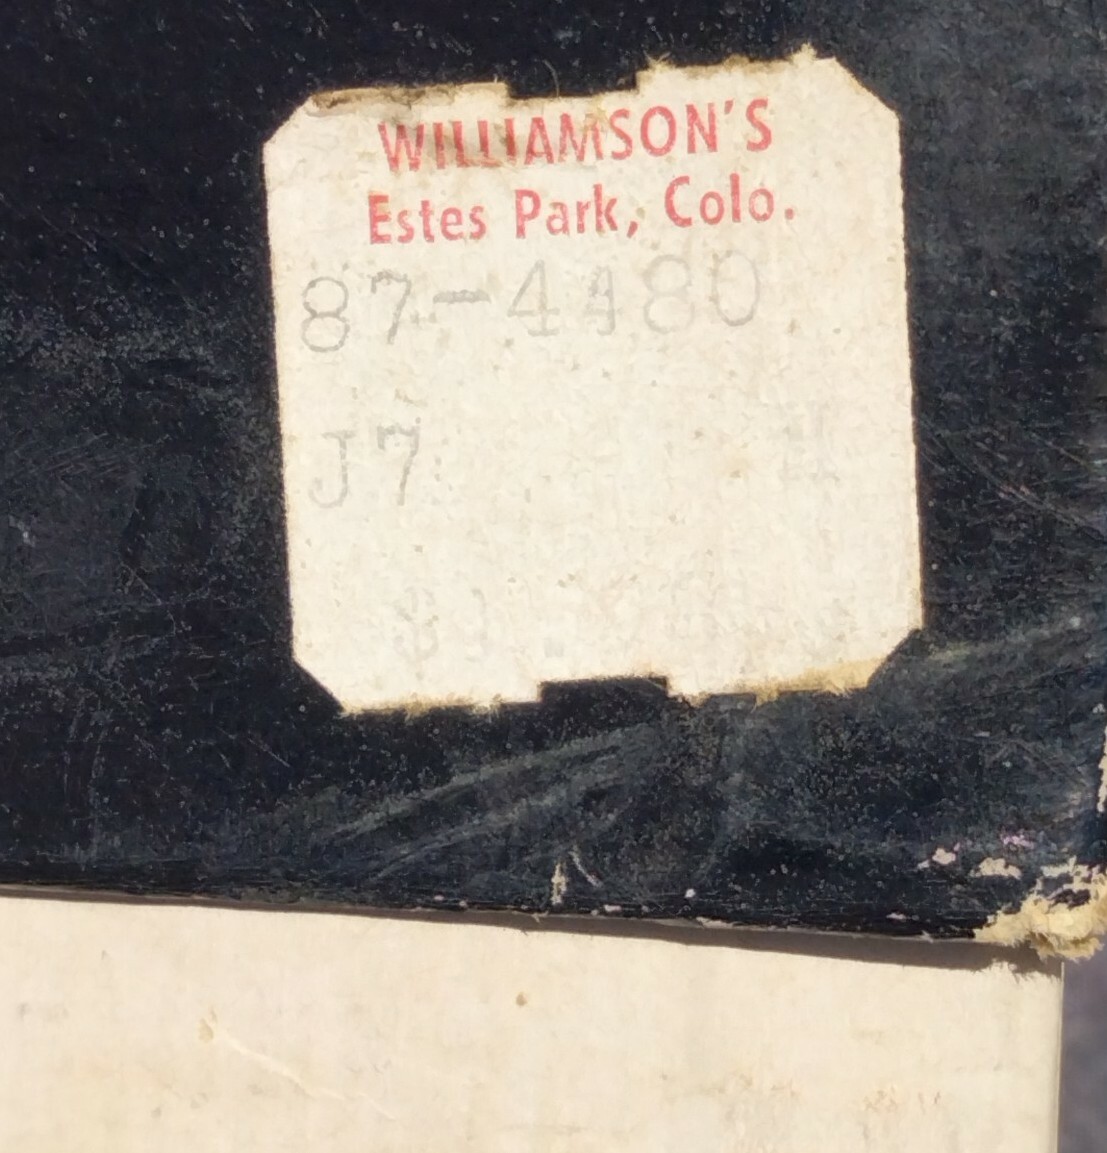 WILLIAMSON'S
Estes Park, Colo.
87-4480
J7